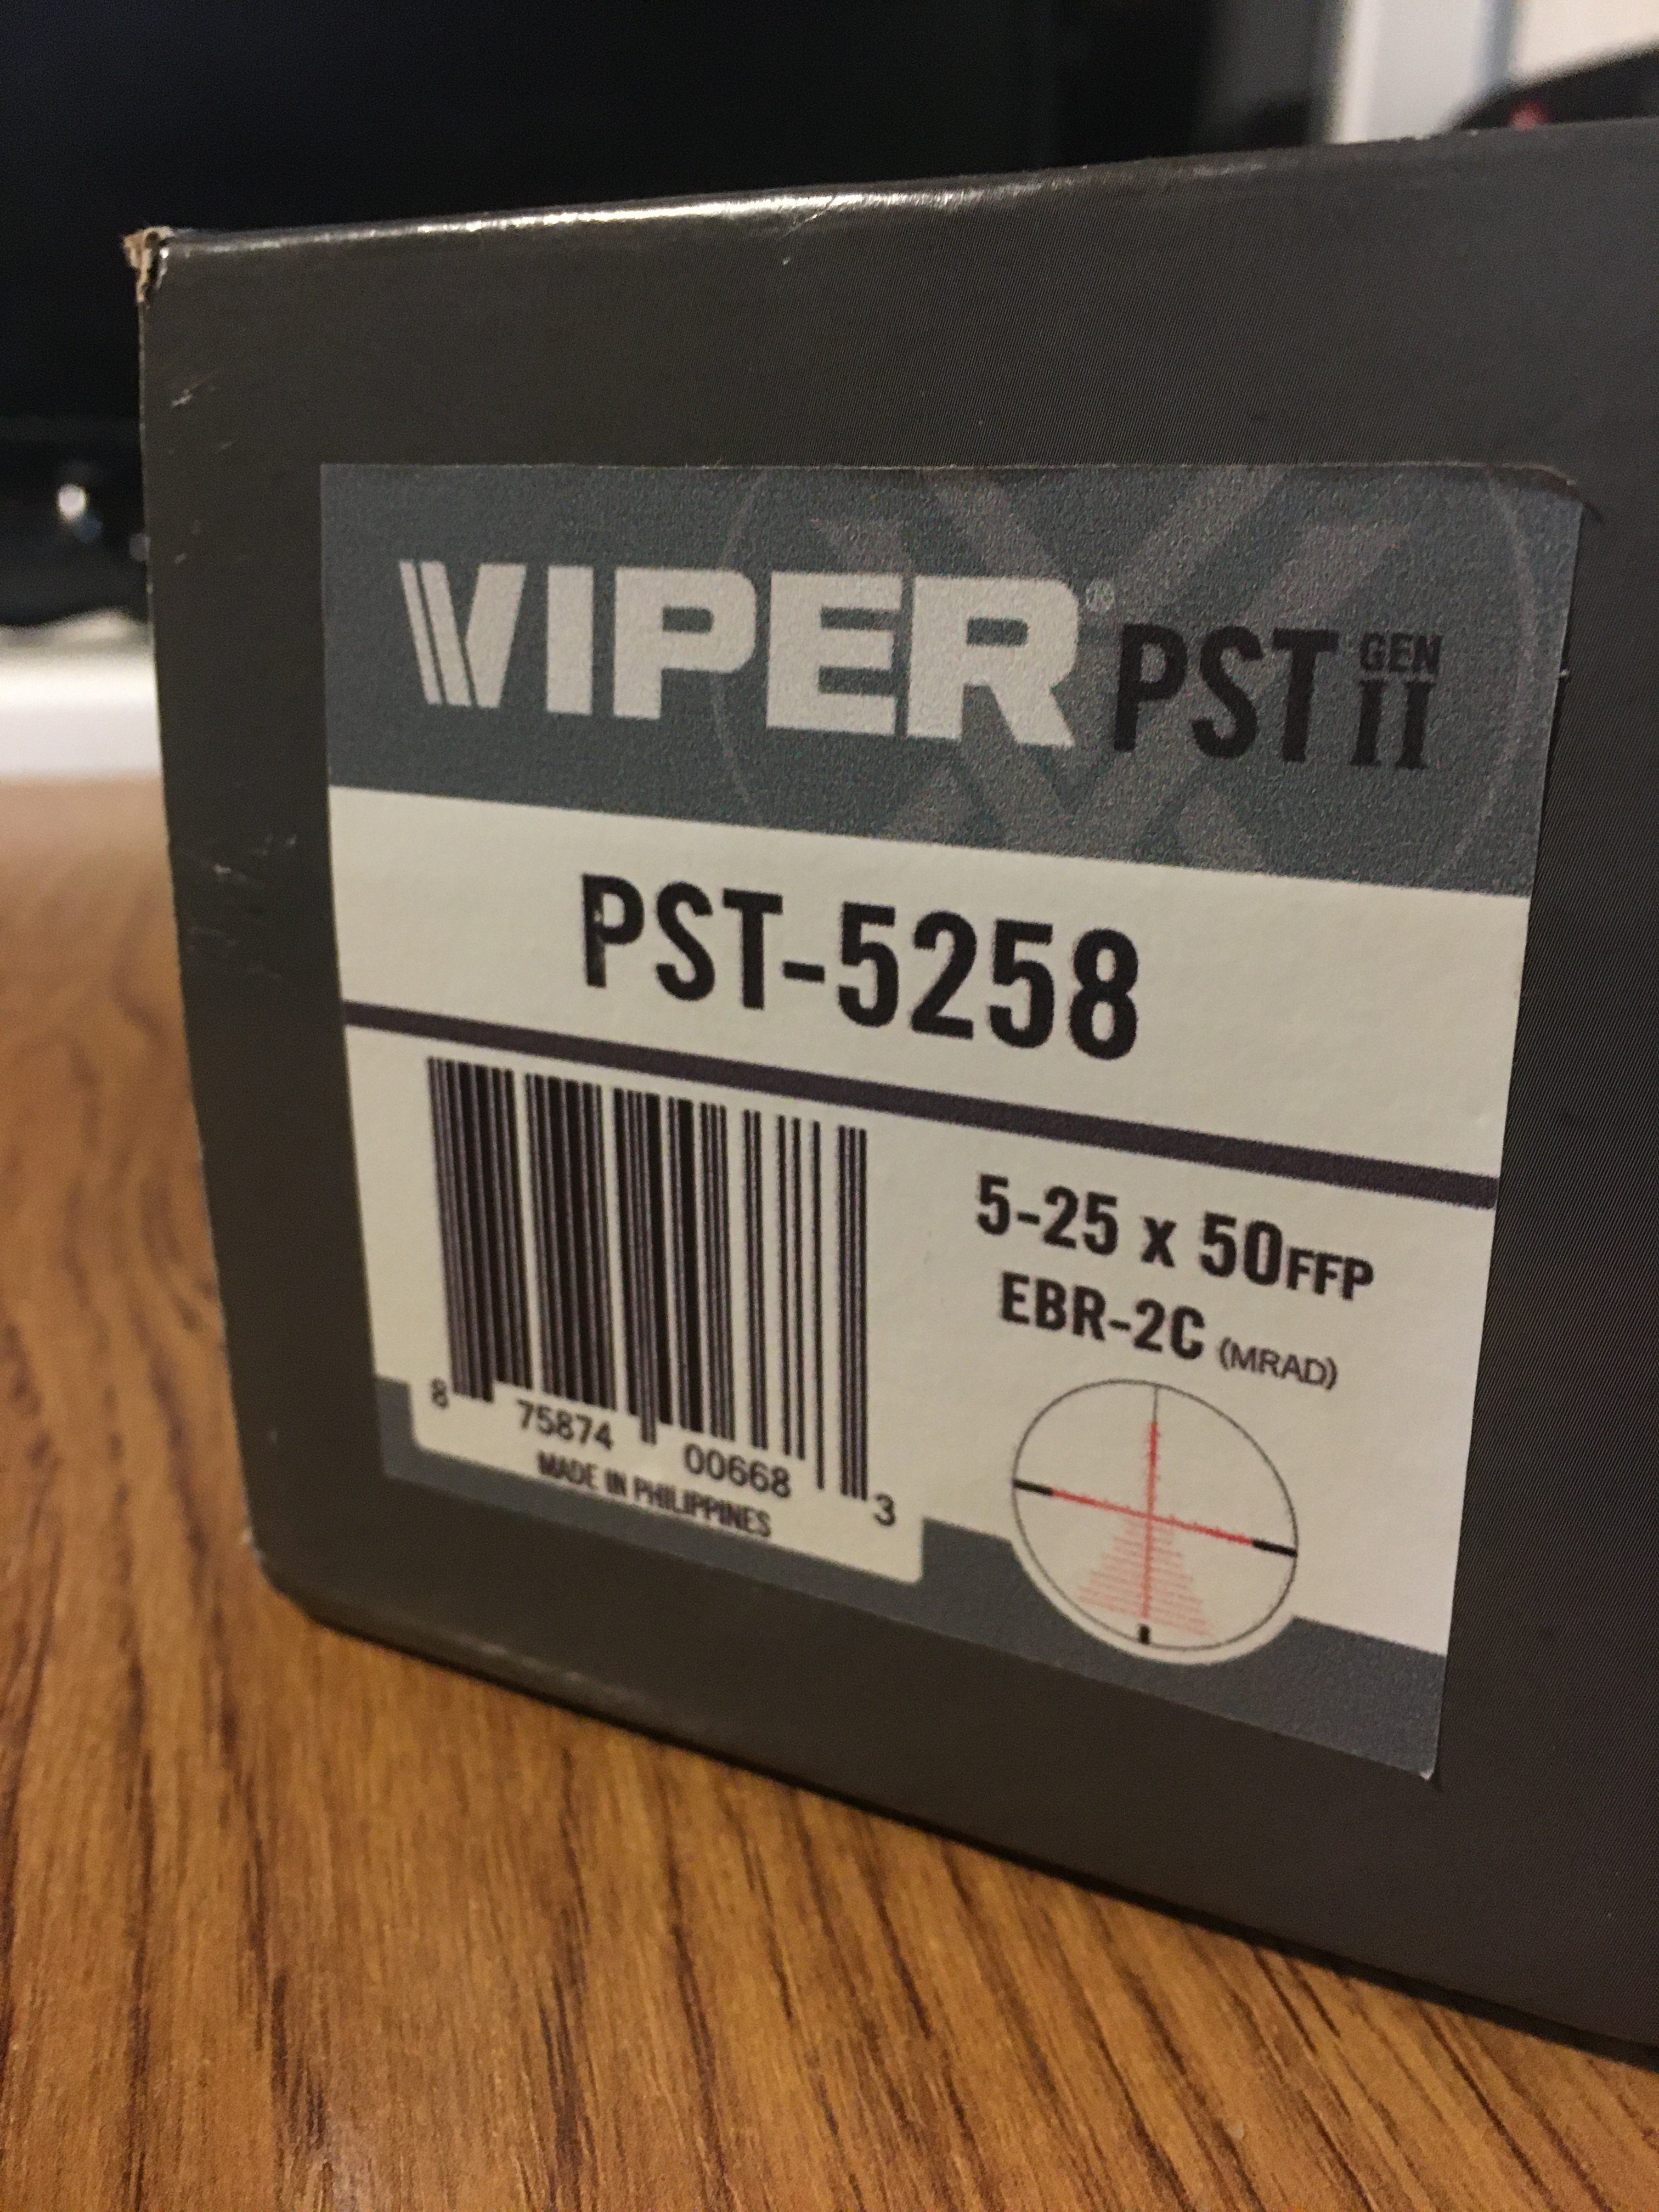 VIPER® PST GEN II
PST-5258
5-25 x 50FFP
EBR-2C (MRAD)
8 75874 00668 3
MADE IN PHILIPPINES